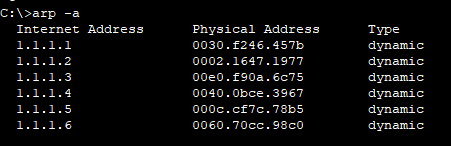 C:\>arp -a
Internet Address Physical Address Type
1.1.1.1 0030.f246.457b dynamic
1.1.1.2 0002.1647.1977 dynamic
1.1.1.3 00e0.f90a.6c75 dynamic
1.1.1.4 0040.0bce.3967 dynamic
1.1.1.5 000c.cf7c.78b5 dynamic
1.1.1.6 0060.70cc.98c0 dynamic